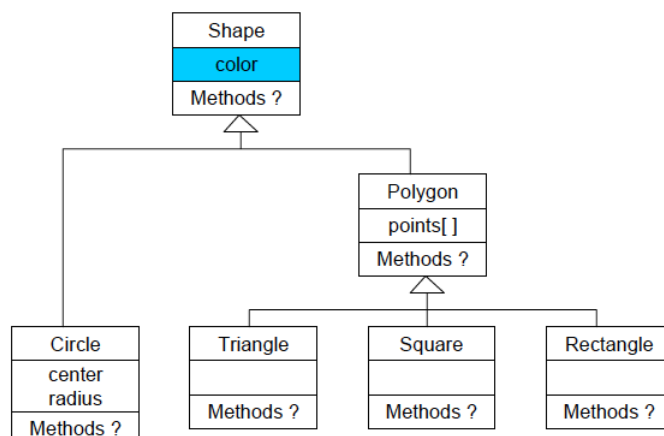 Shape
color
Methods ?
Polygon
points[ ]
Methods ?
Circle
center
radius
Methods ?
Triangle
Methods ?
Square
Methods ?
Rectangle
Methods ?